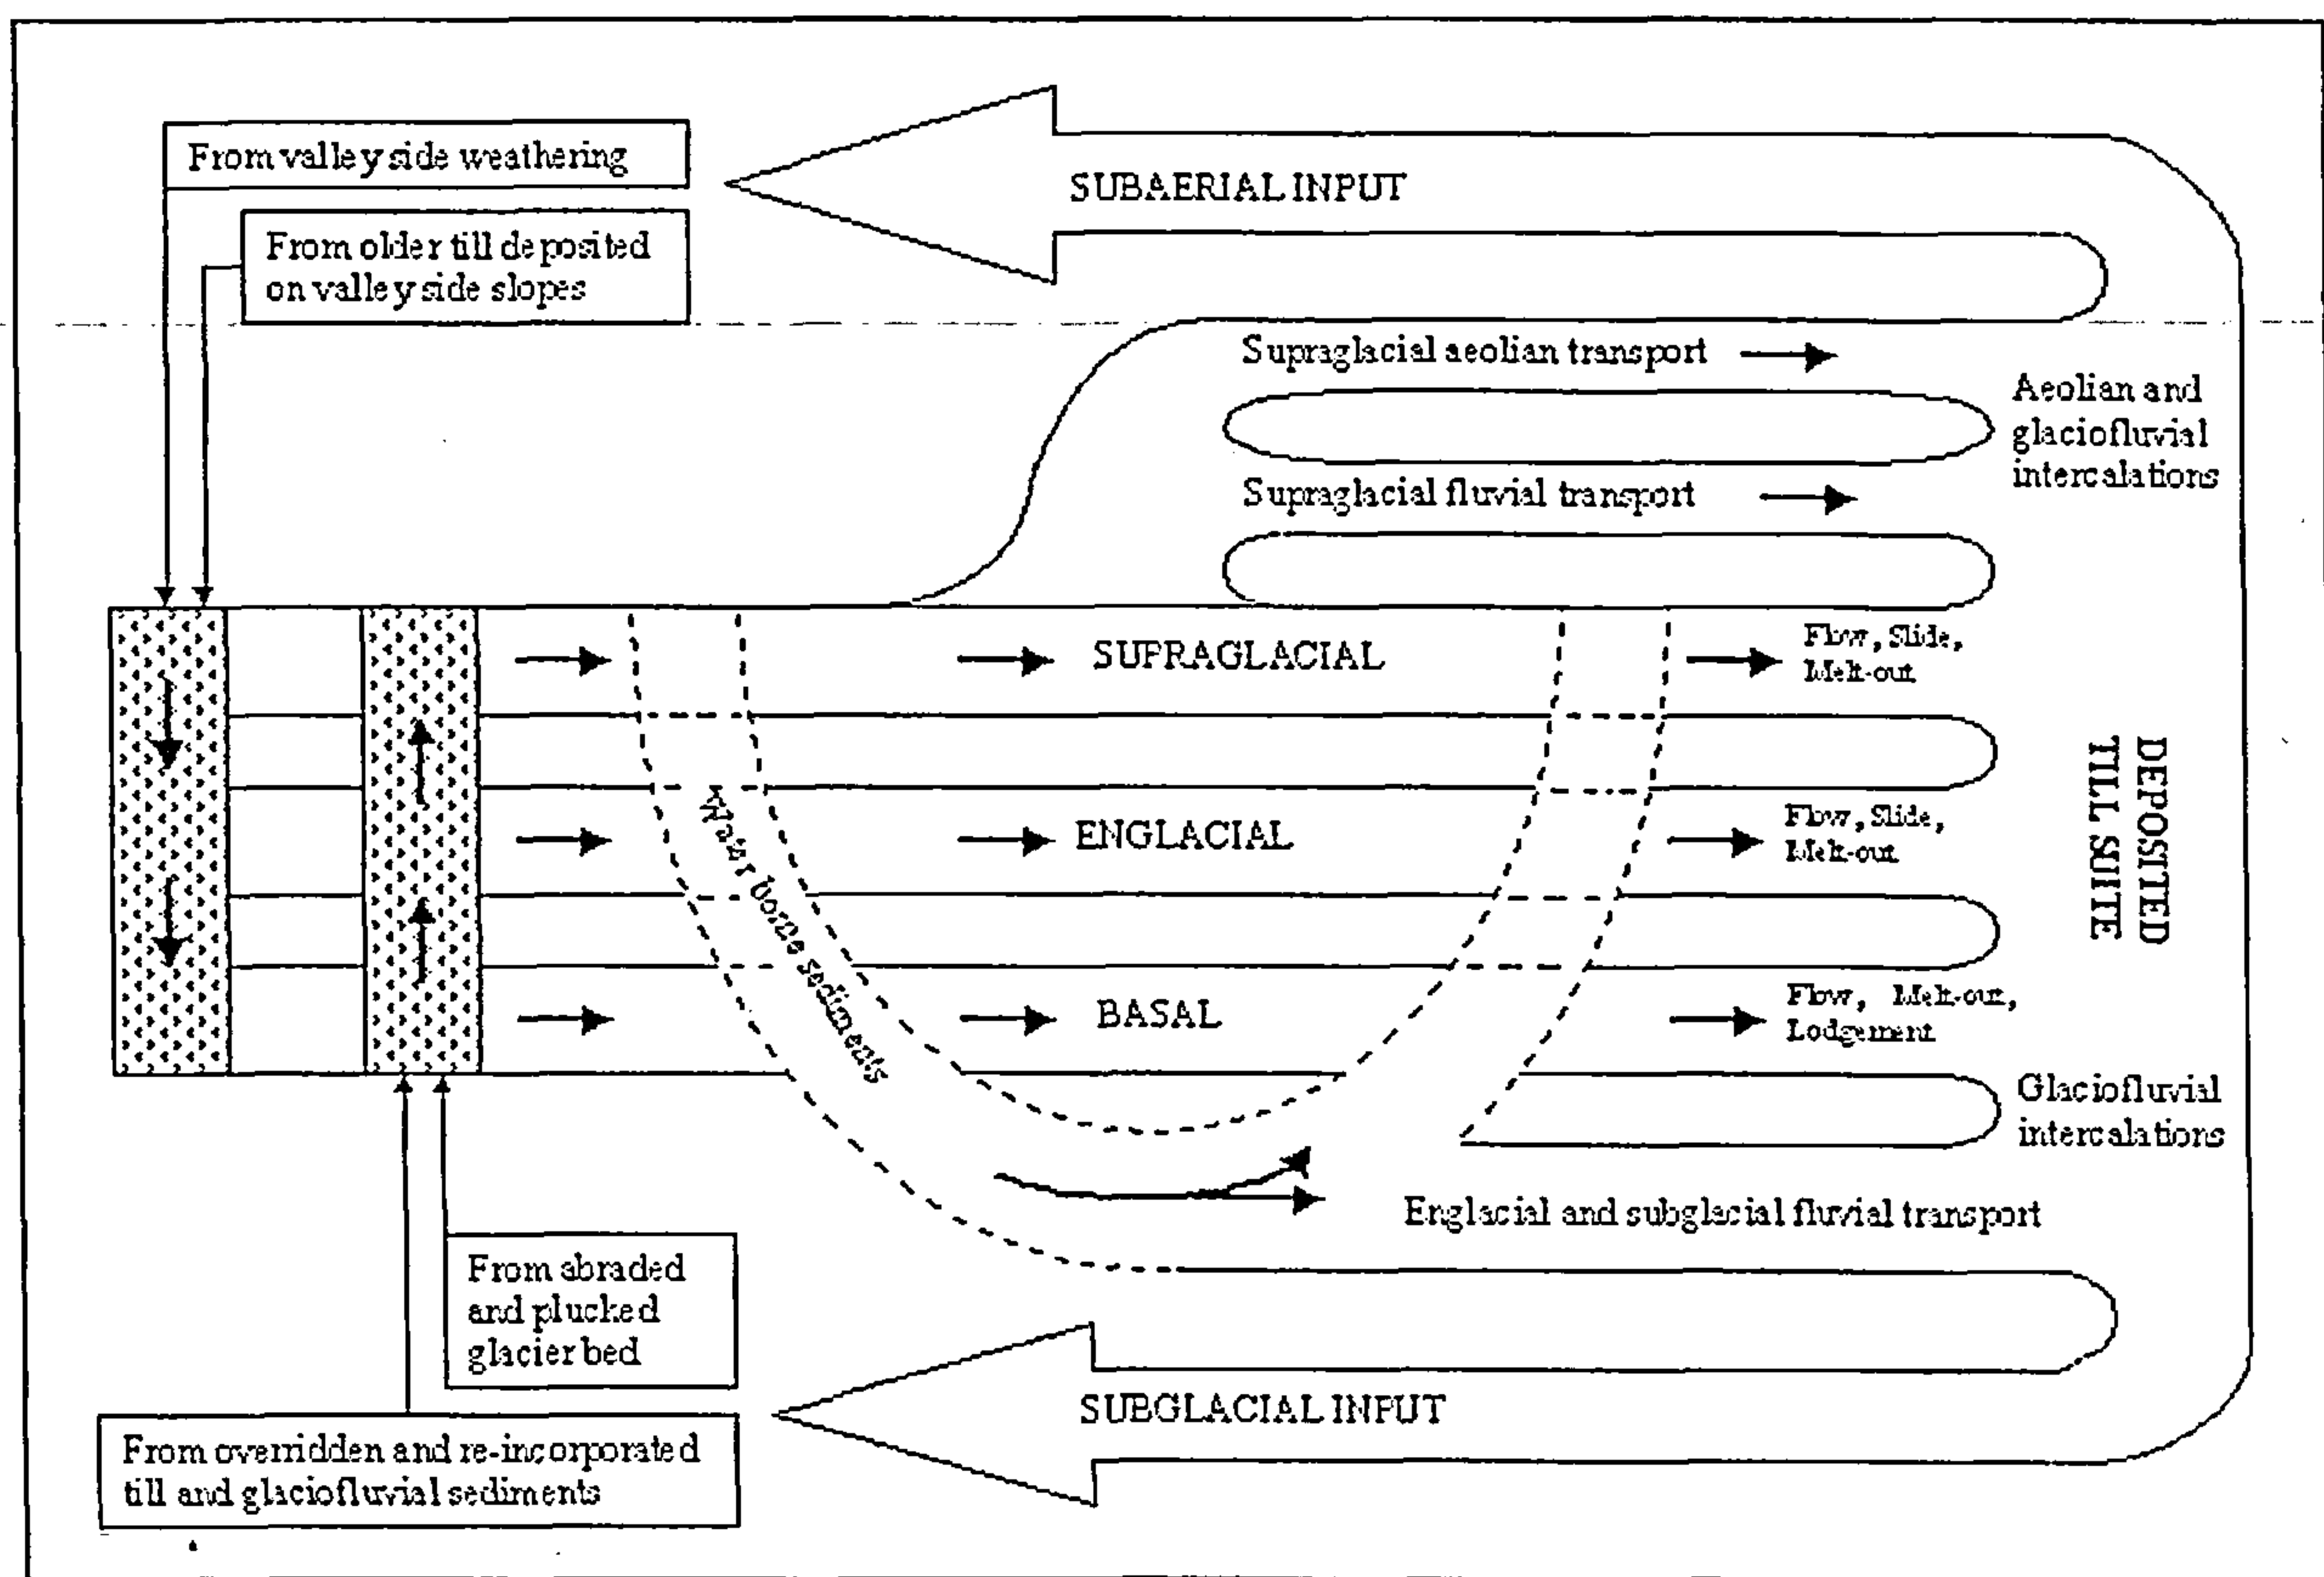 From valley side weathering
SUBAERIAL INPUT
From older till deposited
on valley side slopes
Supraglacial aeolian transport
Aeolian and
glaciofluvial
intercalations
Supraglacial fluvial transport
SUPRAGLACIAL
Flow, Slide,
Melt-out
ENGLACIAL
Flow, Slide,
Melt-out
Water borne sediments
DEPOSITED
TILL SUITE
BASAL
Flow, Melt-out,
Lodgement
Glaciofluvial
intercalations
Englacial and subglacial fluvial transport
From abraded
and plucked
glacier bed
SUBGLACIAL INPUT
From overridden and re-incorporated
till and glaciofluvial sediments